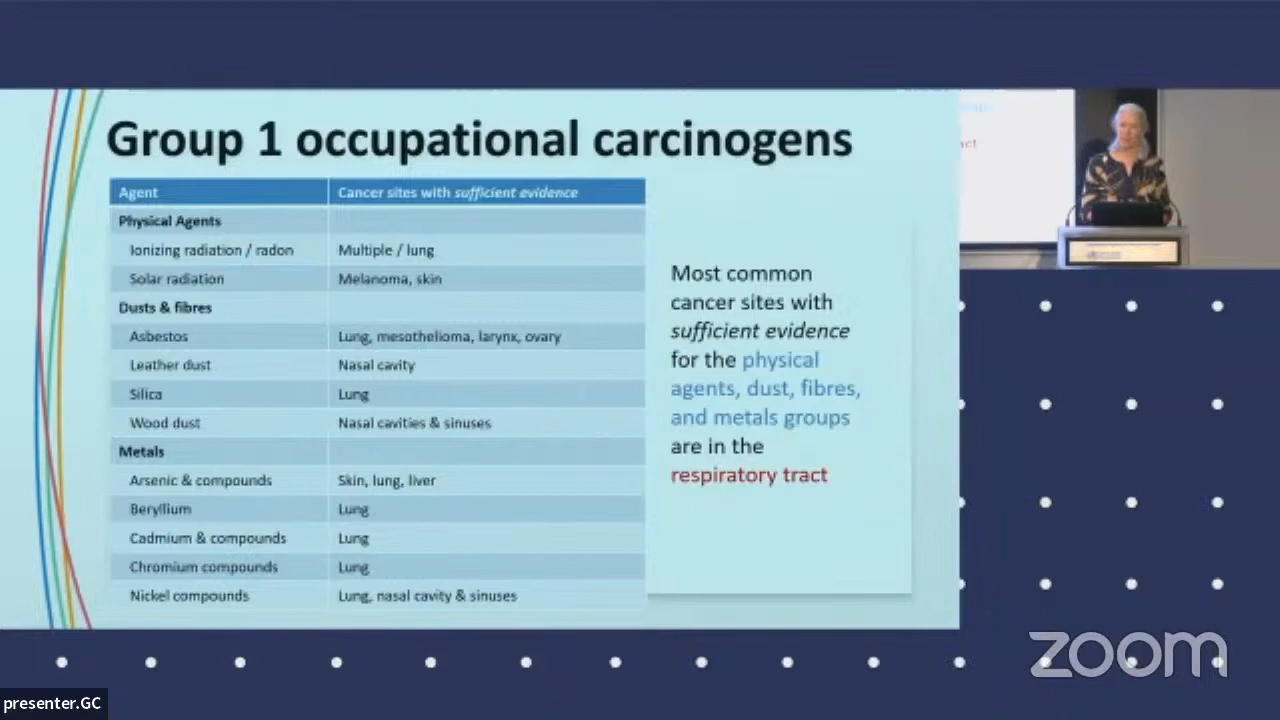 Group 1 occupational carcinogens
Agent Cancer sites with sufficient evidence
Physical Agents
Ionizing radiation / radon Multiple / lung
Solar radiation Melanoma, skin
Dusts & fibres
Asbestos Lung, mesothelioma, larynx, ovary
Leather dust Nasal cavity
Silica Lung
Wood dust Nasal cavities & sinuses
Metals
Arsenic & compounds Skin, lung, liver
Beryllium Lung
Cadmium & compounds Lung
Chromium compounds Lung
Nickel compounds Lung, nasal cavity & sinuses
Most common
cancer sites with
sufficient evidence
for the physical
agents, dust, fibres,
and metals groups
are in the
respiratory tract
zoom
presenter.GC